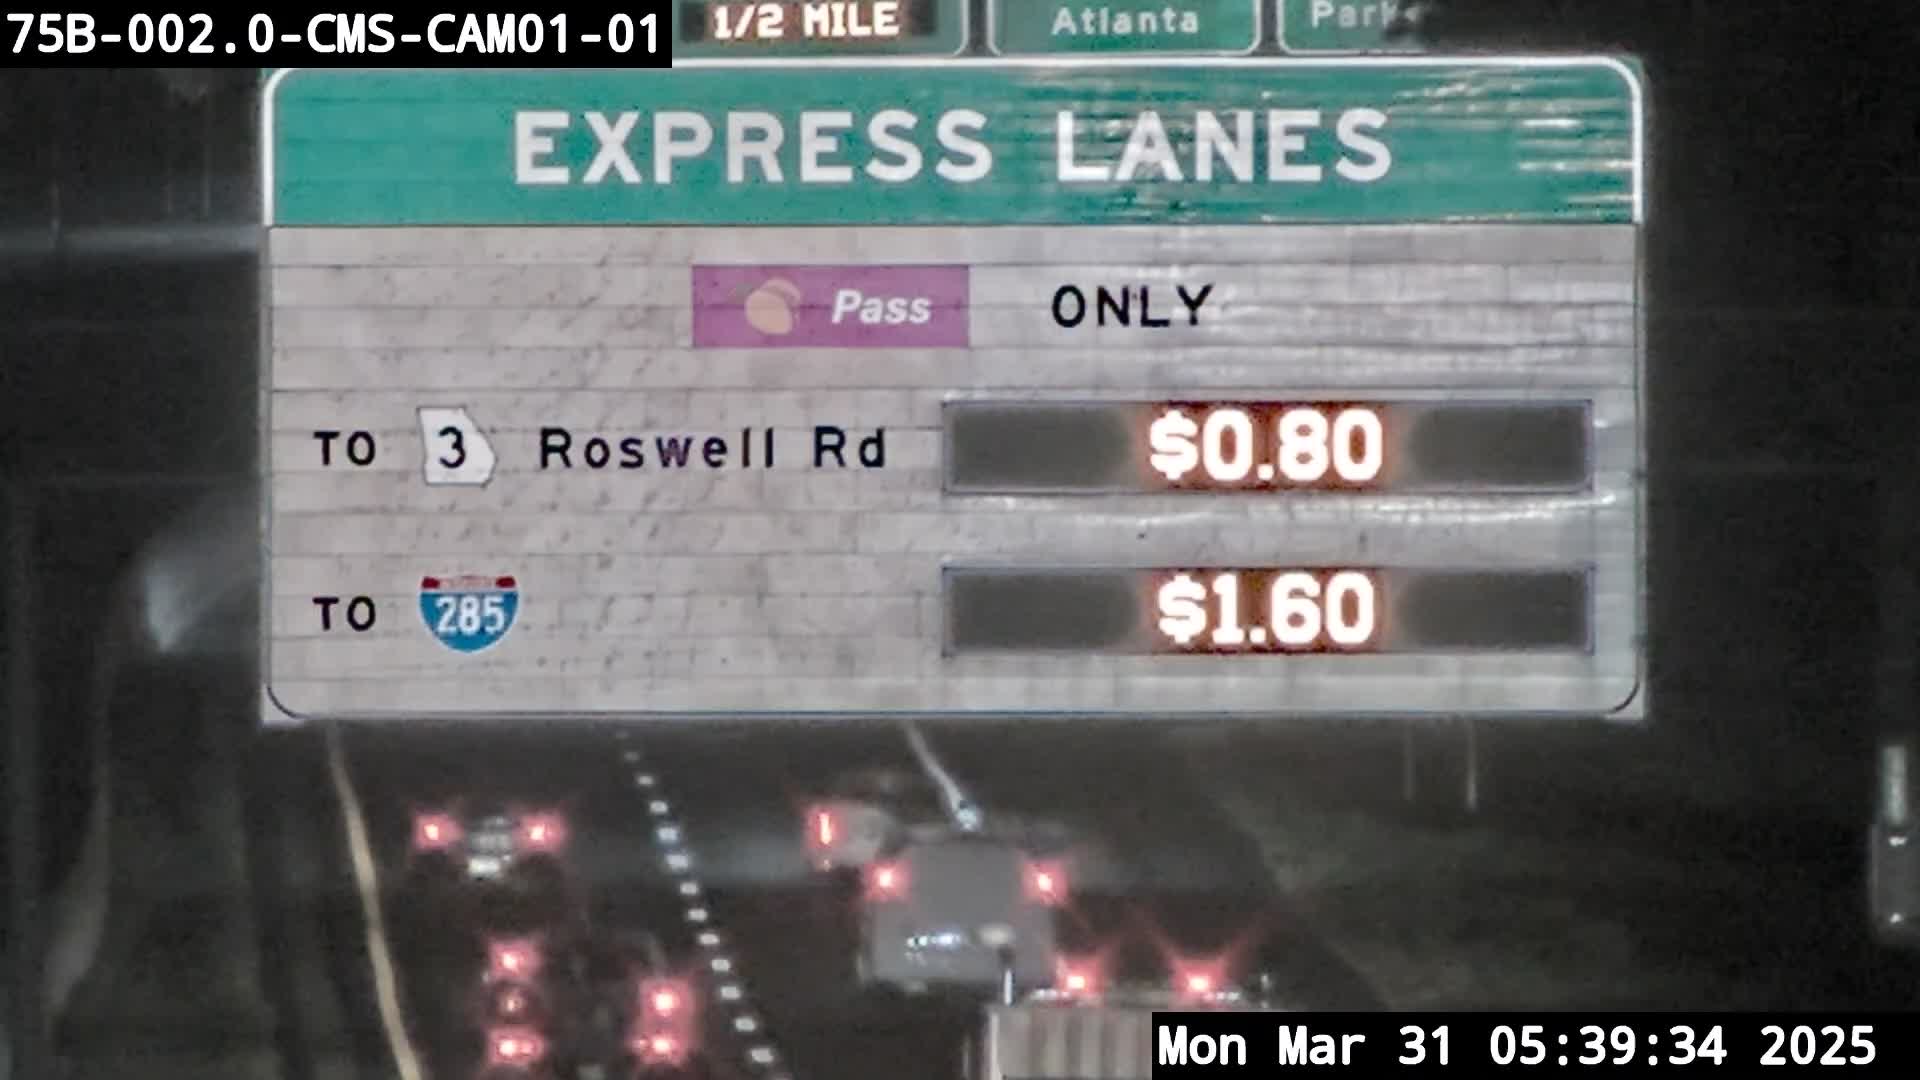 75B-002.0-CMS-CAM01-01
1/2 MILE
Atlanta
EXPRESS LANES
Pass ONLY
TO 3 Roswell Rd $0.80
TO 285 $1.60
Mon Mar 31 05:39:34 2025